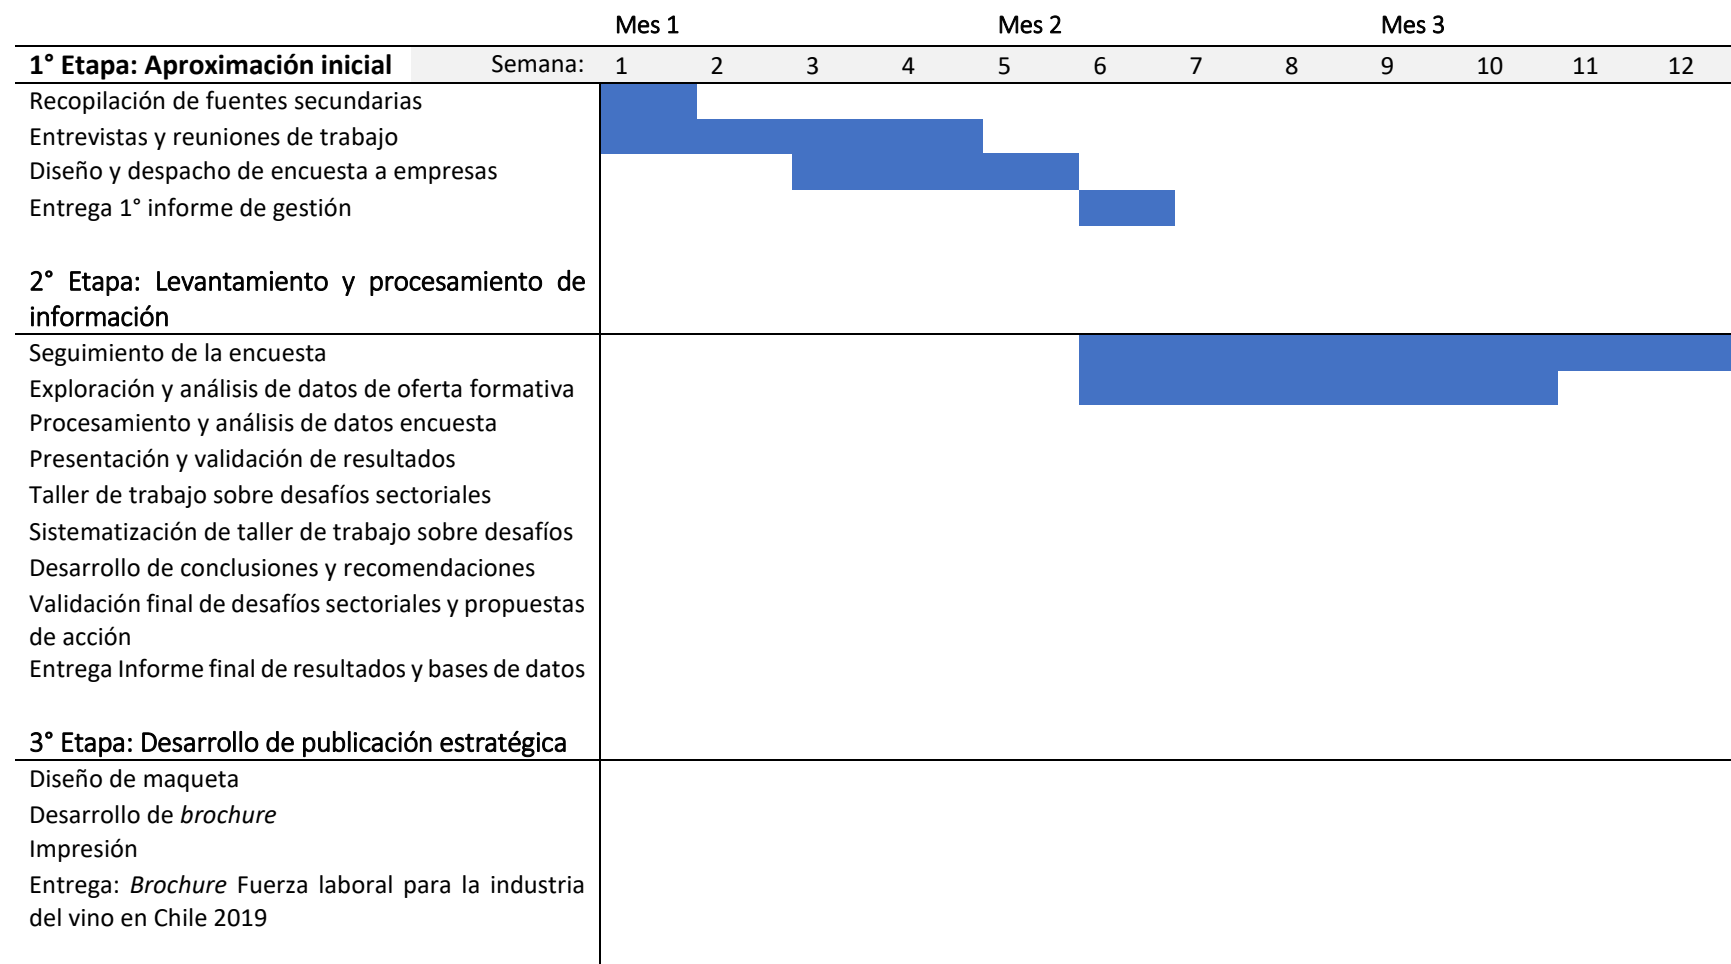 Mes 1 Mes 2 Mes 3
1° Etapa: Aproximación inicial Semana: 1 2 3 4 5 6 7 8 9 10 11 12
Recopilación de fuentes secundarias
Entrevistas y reuniones de trabajo
Diseño y despacho de encuesta a empresas
Entrega 1° informe de gestión
2° Etapa: Levantamiento y procesamiento de
información
Seguimiento de la encuesta
Exploración y análisis de datos de oferta formativa
Procesamiento y análisis de datos encuesta
Presentación y validación de resultados
Taller de trabajo sobre desafíos sectoriales
Sistematización de taller de trabajo sobre desafíos
Desarrollo de conclusiones y recomendaciones
Validación final de desafíos sectoriales y propuestas
de acción
Entrega Informe final de resultados y bases de datos
3° Etapa: Desarrollo de publicación estratégica
Diseño de maqueta
Desarrollo de brochure
Impresión
Entrega: Brochure Fuerza laboral para la industria
del vino en Chile 2019